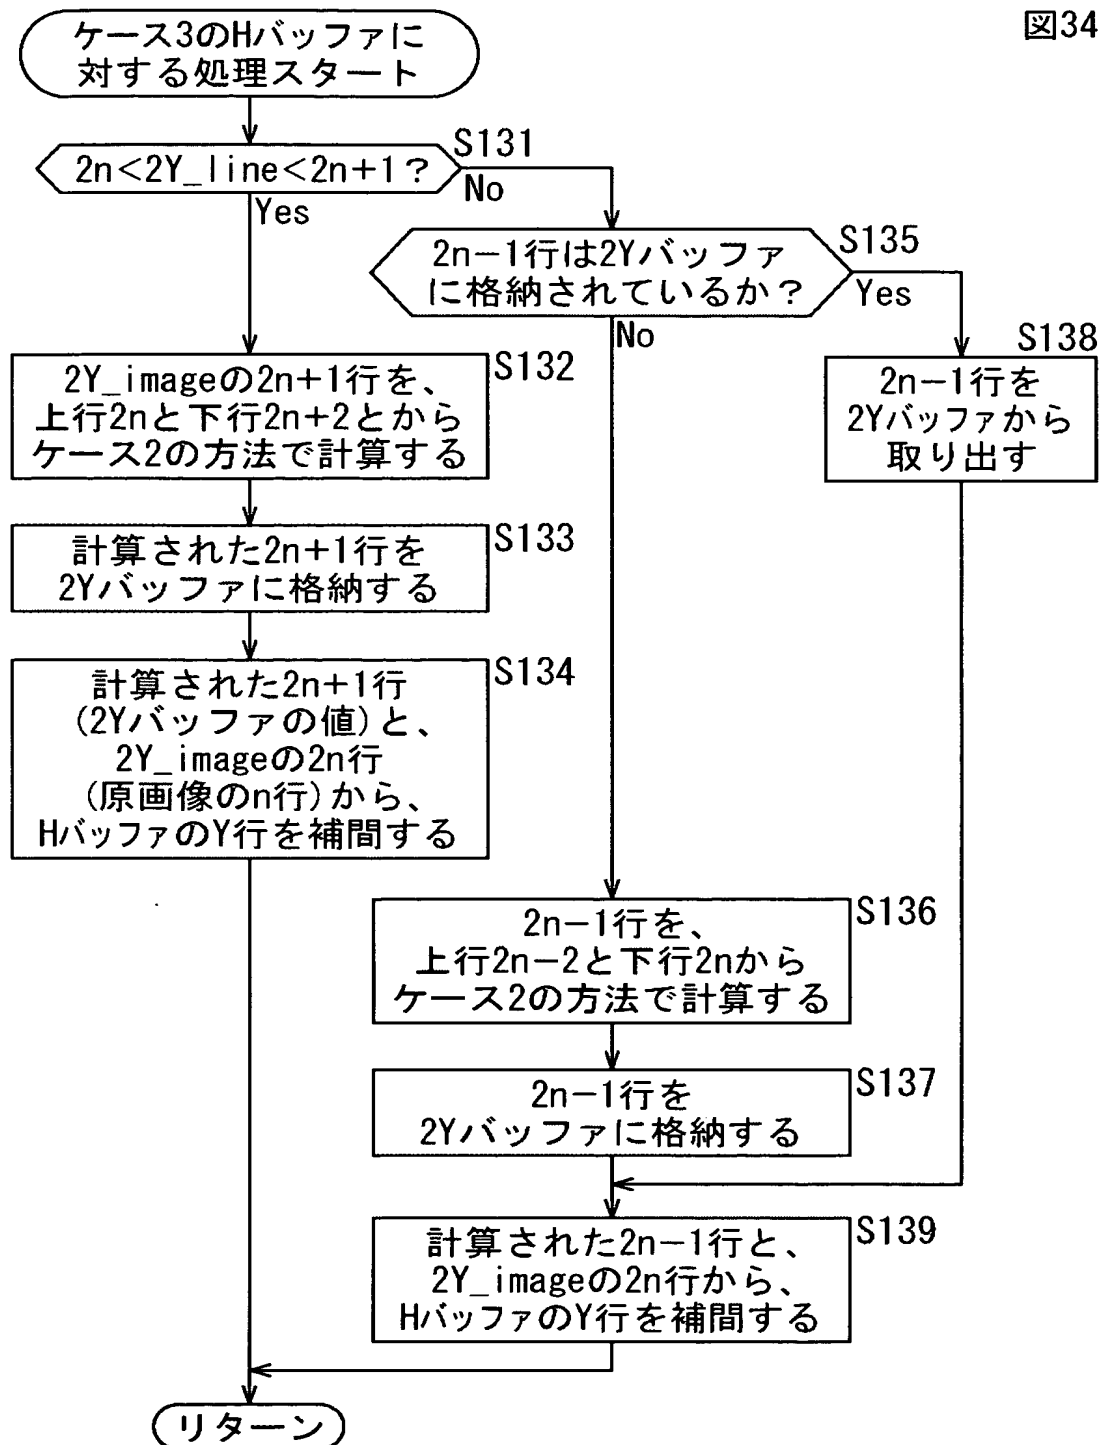 図34
ケース3のHバッファに
対する処理スタート
S131
2n<2Y_line<2n+1?
No
Yes
S135
2n-1行は2Yバッファ
に格納されているか?
Yes
No
S132
2Y_imageの2n+1行を、
上行2nと下行2n+2とから
ケース2の方法で計算する
S138
2n-1行を
2Yバッファから
取り出す
S133
計算された2n+1行を
2Yバッファに格納する
S134
計算された2n+1行
(2Yバッファの値)と、
2Y_imageの2n行
(原画像のn行)から、
HバッファのY行を補間する
S136
2n-1行を、
上行2n-2と下行2nから
ケース2の方法で計算する
S137
2n-1行を
2Yバッファに格納する
S139
計算された2n-1行と、
2Y_imageの2n行から、
HバッファのY行を補間する
リターン